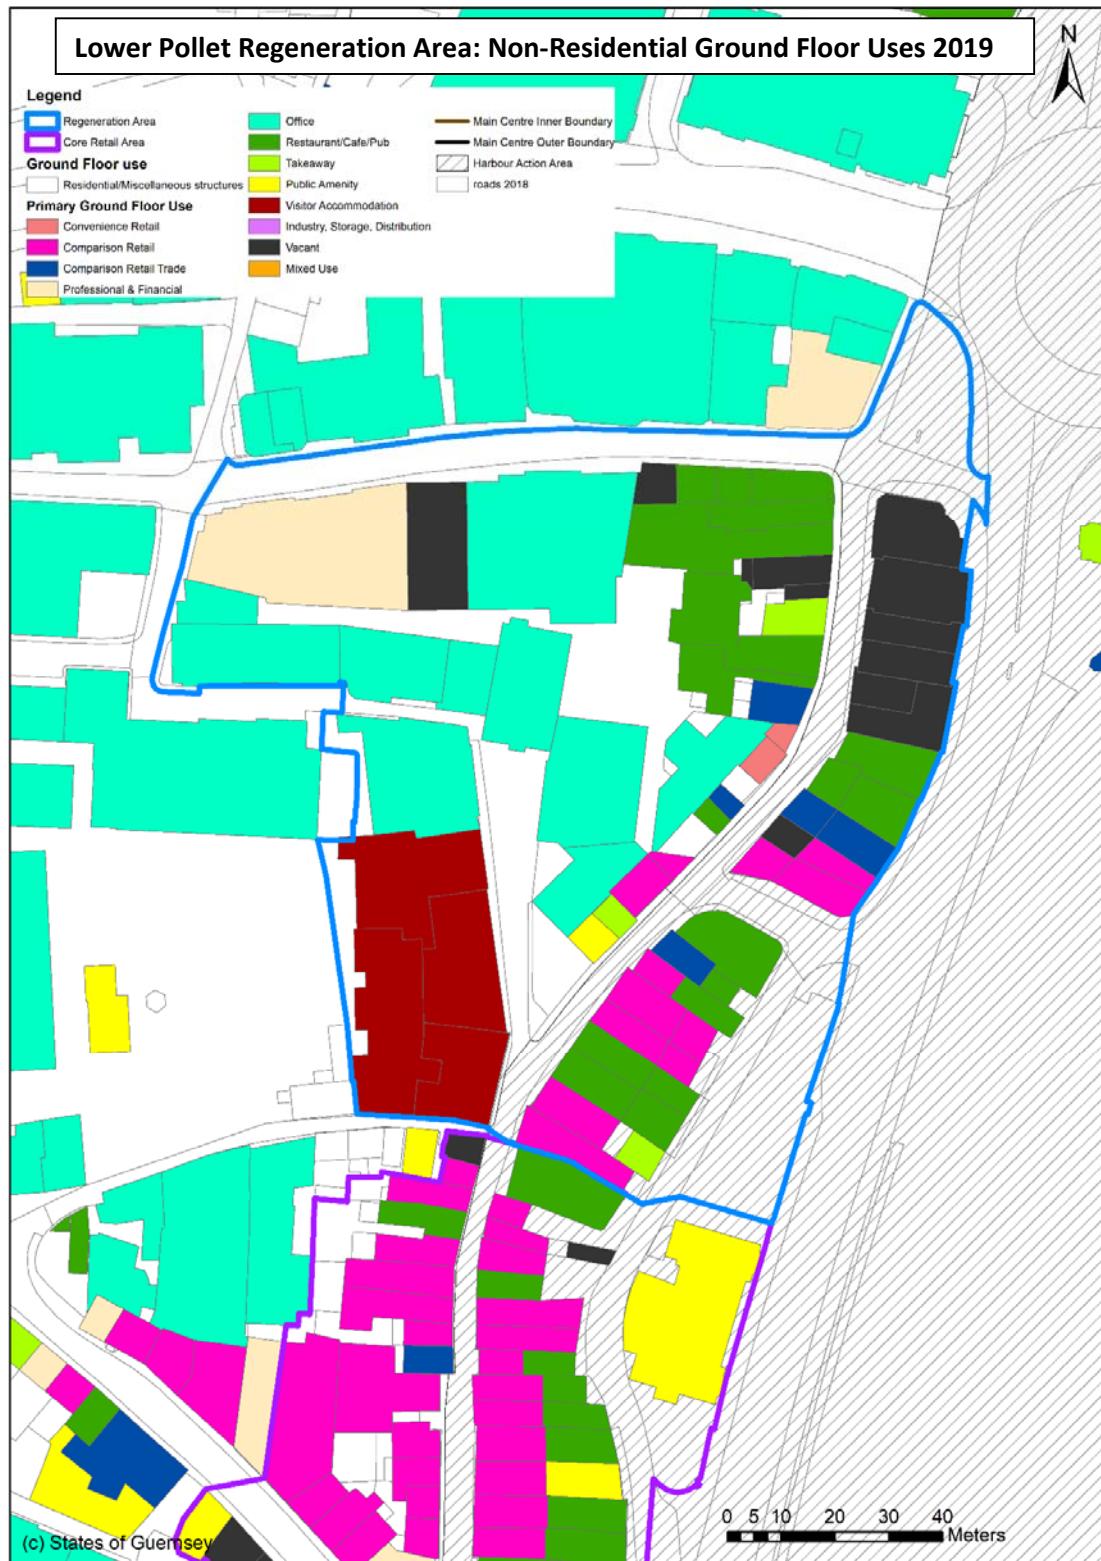 Lower Pollet Regeneration Area: Non-Residential Ground Floor Uses 2019
N
Legend
Regeneration Area
Core Retail Area
Ground Floor use
Residential/Miscellaneous structures
Primary Ground Floor Use
Convenience Retail
Comparison Retail
Comparison Retail Trade
Professional & Financial
Office
Restaurant/Cafe/Pub
Takeaway
Public Amenity
Visitor Accommodation
Industry, Storage, Distribution
Vacant
Mixed Use
Main Centre Inner Boundary
Main Centre Outer Boundary
Harbour Action Area
roads 2018
0 5 10 20 30 40
Meters
(c) States of Guernsey